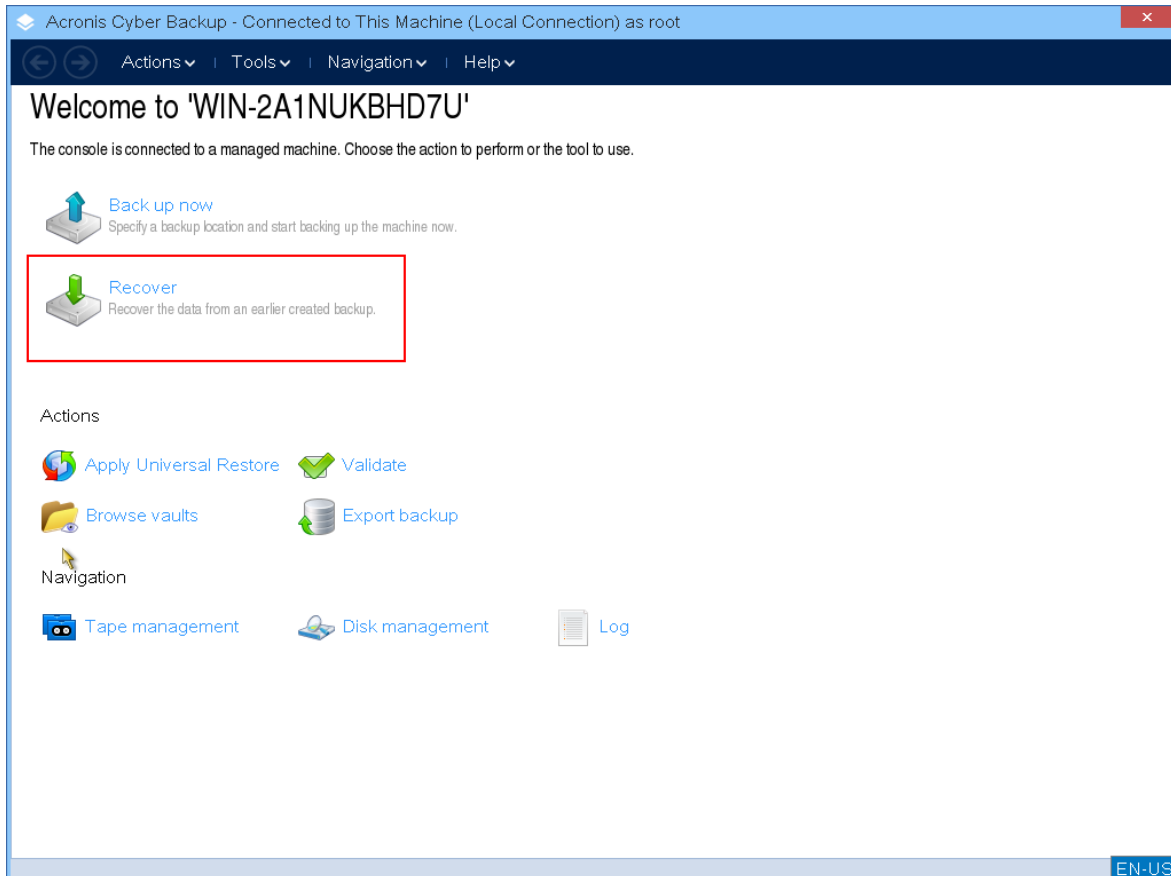 Acronis Cyber Backup - Connected to This Machine (Local Connection) as root
Actions Tools Navigation Help
Welcome to 'WIN-2A1NUKBHD7U'
The console is connected to a managed machine. Choose the action to perform or the tool to use.
Back up now
Specify a backup location and start backing up the machine now.
Recover
Recover the data from an earlier created backup.
Actions
Apply Universal Restore Validate
Browse vaults Export backup
Navigation
Tape management Disk management Log
EN-US